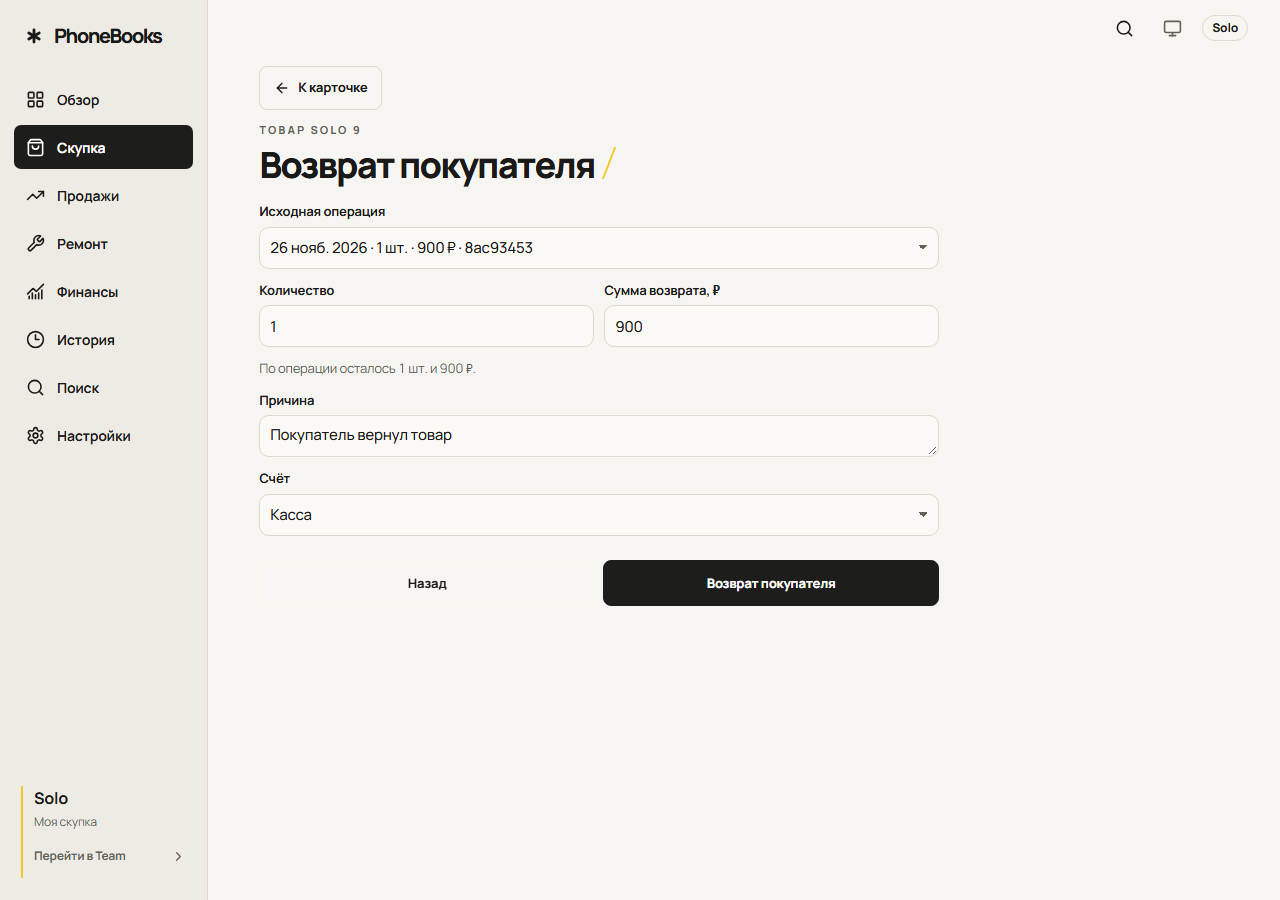 PhoneBooks
Solo
Обзор
Скупка
Продажи
Ремонт
Финансы
История
Поиск
Настройки
Solo
Моя скупка
Перейти в Team
К карточке
ТОВАР SOLO 9
Возврат покупателя /
Исходная операция
26 нояб. 2026 · 1 шт. · 900 ₽ · 8ac93453
Количество
Сумма возврата, ₽
1
900
По операции осталось 1 шт. и 900 ₽.
Причина
Покупатель вернул товар
Счёт
Касса
Назад
Возврат покупателя